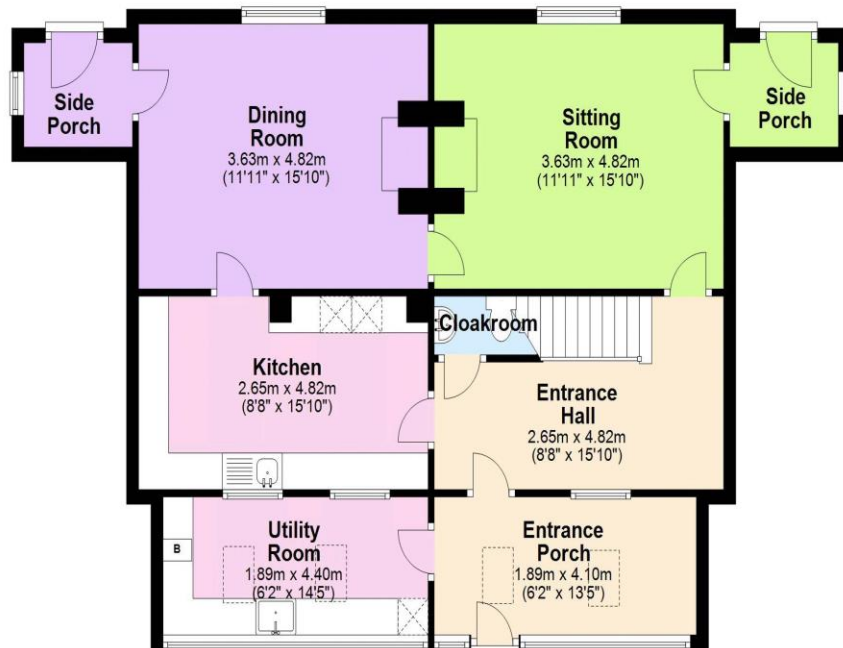 Side
Porch
Dining
Room
3.63m x 4.82m
(11'11" x 15'10")
Sitting
Room
3.63m x 4.82m
(11'11" x 15'10")
Side
Porch
Kitchen
2.65m x 4.82m
(8'8" x 15'10")
Cloakroom
Entrance
Hall
2.65m x 4.82m
(8'8" x 15'10")
B
Utility
Room
1.89m x 4.40m
(6'2" x 14'5")
Entrance
Porch
1.89m x 4.10m
(6'2" x 13'5")